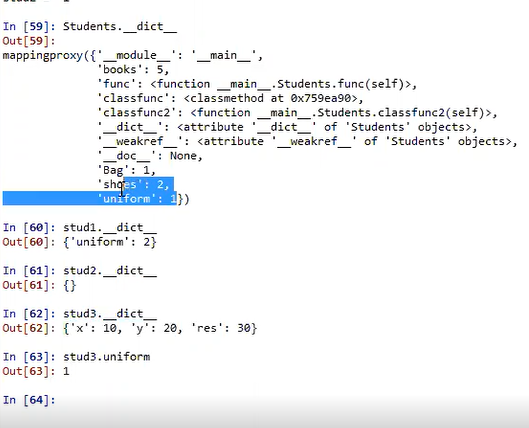 In [59]: Students.__dict__
Out[59]:
mappingproxy({'__module__': '__main__',
'books': 5,
'func': <function __main__.Students.func(self)>,
'classfunc': <classmethod at 0x759ea90>,
'classfunc2': <function __main__.Students.classfunc2(self)>,
'__dict__': <attribute '__dict__' of 'Students' objects>,
'__weakref__': <attribute '__weakref__' of 'Students' objects>,
'__doc__': None,
'Bag': 1,
'shoes': 2,
'uniform': 1})
In [60]: stud1.__dict__
Out[60]: {'uniform': 2}
In [61]: stud2.__dict__
Out[61]: {}
In [62]: stud3.__dict__
Out[62]: {'x': 10, 'y': 20, 'res': 30}
In [63]: stud3.uniform
Out[63]: 1
In [64]: